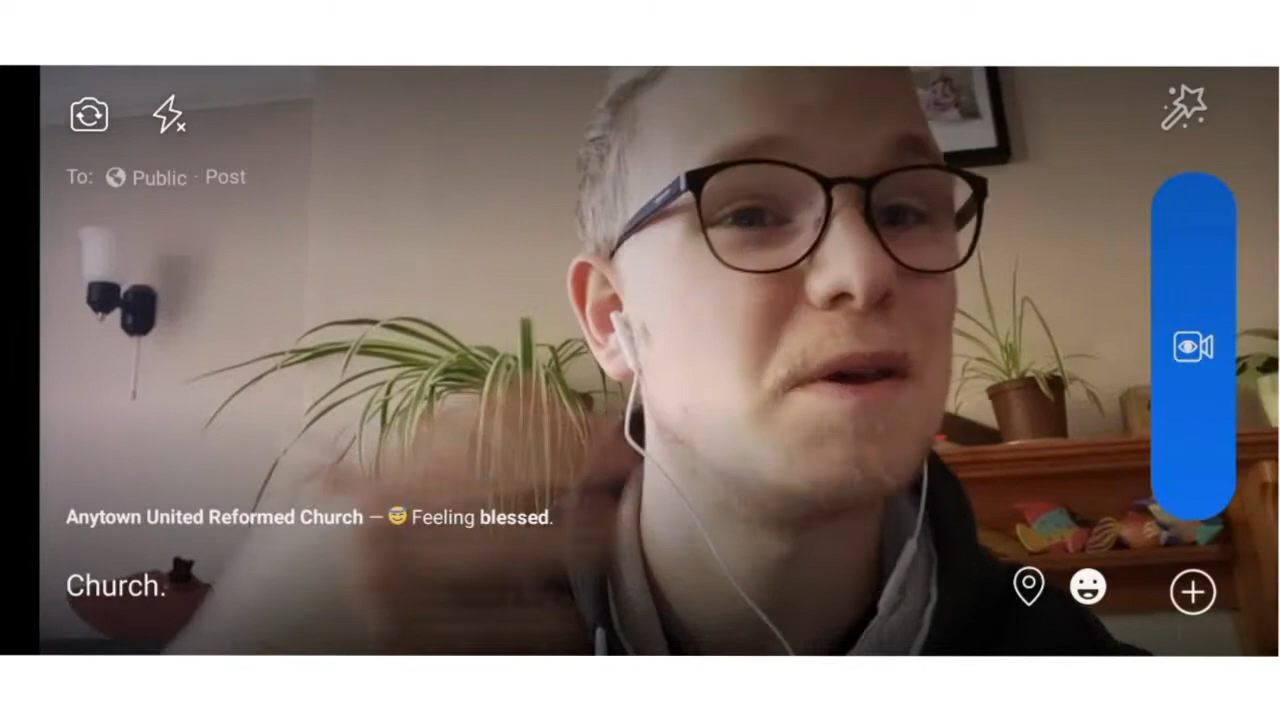 To: Public · Post
Anytown United Reformed Church — 😇 Feeling blessed.
Church.